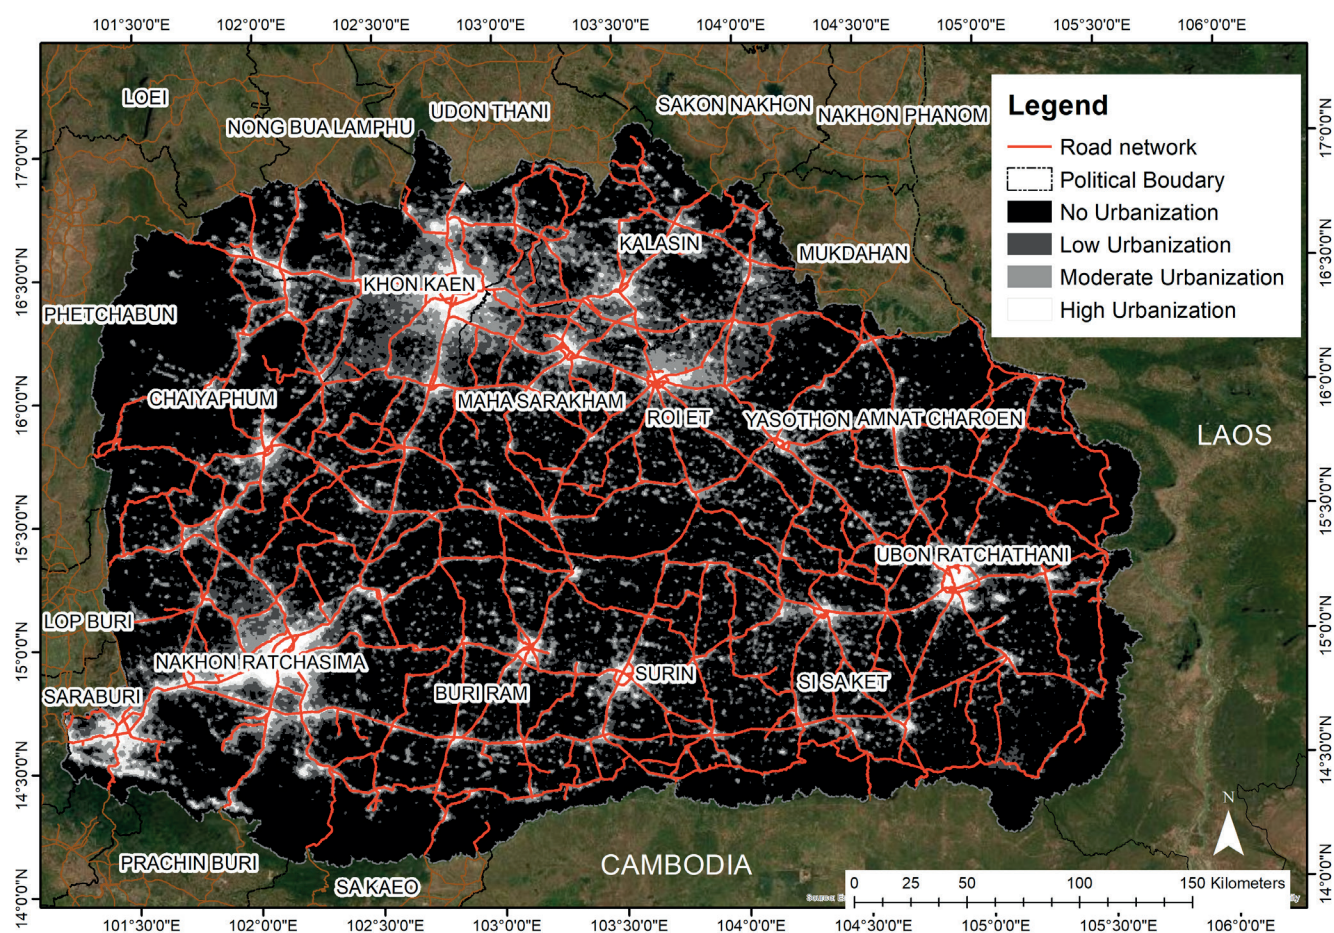 101°30'0"E 102°0'0"E 102°30'0"E 103°0'0"E 103°30'0"E 104°0'0"E 104°30'0"E 105°0'0"E 105°30'0"E 106°0'0"E
LOEI
NONG BUA LAMPHU
UDON THANI
SAKON NAKHON
NAKHON PHANOM
Legend
Road network
Political Boudary
No Urbanization
Low Urbanization
Moderate Urbanization
High Urbanization
17°0'0"N
17°0'0"N
KALASIN
MUKDAHAN
KHON KAEN
16°30'0"N
16°30'0"N
PHETCHABUN
CHAIYAPHUM
MAHA SARAKHAM
ROI ET
YASOTHON
AMNAT CHAROEN
LAOS
16°0'0"N
16°0'0"N
15°30'0"N
15°30'0"N
UBON RATCHATHANI
LOP BURI
15°0'0"N
15°0'0"N
NAKHON RATCHASIMA
SARABURI
BURI RAM
SURIN
SI SAKET
14°30'0"N
14°30'0"N
N
PRACHIN BURI
SA KAEO
CAMBODIA
0 25 50 100 150 Kilometers
14°0'0"N
14°0'0"N
101°30'0"E 102°0'0"E 102°30'0"E 103°0'0"E 103°30'0"E 104°0'0"E 104°30'0"E 105°0'0"E 105°30'0"E 106°0'0"E